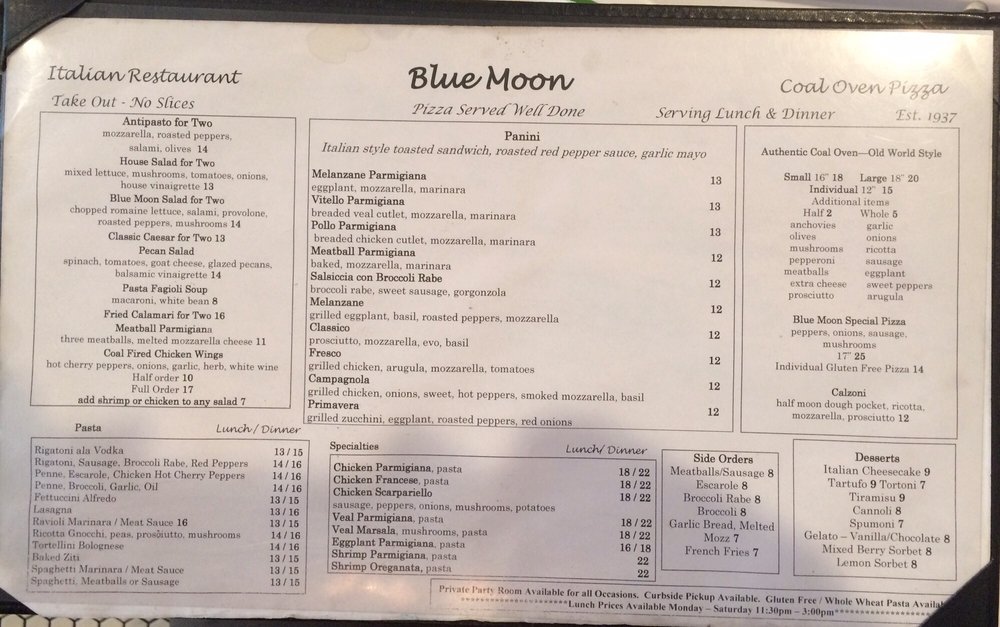 Italian Restaurant
Blue Moon
Coal Oven Pizza
Take Out - No Slices
Pizza Served Well Done
Serving Lunch & Dinner
Est. 1937
Antipasto for Two
mozzarella, roasted peppers,
salami, olives 14
House Salad for Two
mixed lettuce, mushrooms, tomatoes, onions,
house vinaigrette 13
Blue Moon Salad for Two
chopped romaine lettuce, salami, provolone,
roasted peppers, mushrooms 14
Classic Caesar for Two 13
Pecan Salad
spinach, tomatoes, goat cheese, glazed pecans,
balsamic vinaigrette 14
Pasta Fagioli Soup
macaroni, white bean 8
Fried Calamari for Two 16
Meatball Parmigiana
three meatballs, melted mozzarella cheese 11
Coal Fired Chicken Wings
hot cherry peppers, onions, garlic, herb, white wine
Half order 10
Full Order 17
add shrimp or chicken to any salad 7
Panini
Italian style toasted sandwich, roasted red pepper sauce, garlic mayo
Melanzane Parmigiana 13
eggplant, mozzarella, marinara
Vitello Parmigiana 13
breaded veal cutlet, mozzarella, marinara
Pollo Parmigiana 13
breaded chicken cutlet, mozzarella, marinara
Meatball Parmigiana 12
baked, mozzarella, marinara
Salsiccia con Broccoli Rabe 12
broccoli rabe, sweet sausage, gorgonzola
Melanzane 12
grilled eggplant, basil, roasted peppers, mozzarella
Classico 12
prosciutto, mozzarella, evo, basil
Fresco 12
grilled chicken, arugula, mozzarella, tomatoes
Campagnola 12
grilled chicken, onions, sweet, hot peppers, smoked mozzarella, basil
Primavera 12
grilled zucchini, eggplant, roasted peppers, red onions
Authentic Coal Oven—Old World Style
Small 16" 18 Large 18" 20
Individual 12" 15
Additional items
Half 2 Whole 5
anchovies garlic
olives onions
mushrooms ricotta
pepperoni sausage
meatballs eggplant
extra cheese sweet peppers
prosciutto arugula
Blue Moon Special Pizza
peppers, onions, sausage,
mushrooms
17" 25
Individual Gluten Free Pizza 14
Calzoni
half moon dough pocket, ricotta,
mozzarella, prosciutto 12
Pasta Lunch/ Dinner
Rigatoni ala Vodka 13 / 15
Rigatoni, Sausage, Broccoli Rabe, Red Peppers 14 / 16
Penne, Escarole, Chicken Hot Cherry Peppers 14 / 16
Penne, Broccoli, Garlic, Oil 14 / 16
Fettuccini Alfredo 13 / 15
Lasagna 13 / 16
Ravioli Marinara / Meat Sauce 16 13 / 15
Ricotta Gnocchi, peas, prosciutto, mushrooms 14 / 16
Tortellini Bolognese 14 / 16
Baked Ziti 13 / 15
Spaghetti Marinara / Meat Sauce 13 / 15
Spaghetti, Meatballs or Sausage 13 / 15
Specialties Lunch/ Dinner
Chicken Parmigiana, pasta 18 / 22
Chicken Francese, pasta 18 / 22
Chicken Scarpariello 18 / 22
sausage, peppers, onions, mushrooms, potatoes
Veal Parmigiana, pasta 18 / 22
Veal Marsala, mushrooms, pasta 18 / 22
Eggplant Parmigiana, pasta 16 / 18
Shrimp Parmigiana, pasta 22
Shrimp Oreganata, pasta 22
Side Orders
Meatballs/Sausage 8
Escarole 8
Broccoli Rabe 8
Broccoli 8
Garlic Bread, Melted
Mozz 7
French Fries 7
Desserts
Italian Cheesecake 9
Tartufo 9 Tortoni 7
Tiramisu 9
Cannoli 8
Spumoni 7
Gelato – Vanilla/Chocolate 8
Mixed Berry Sorbet 8
Lemon Sorbet 8
Private Party Room Available for all Occasions. Curbside Pickup Available. Gluten Free / Whole Wheat Pasta Availa
********************Lunch Prices Available Monday – Saturday 11:30pm – 3:00pm********************